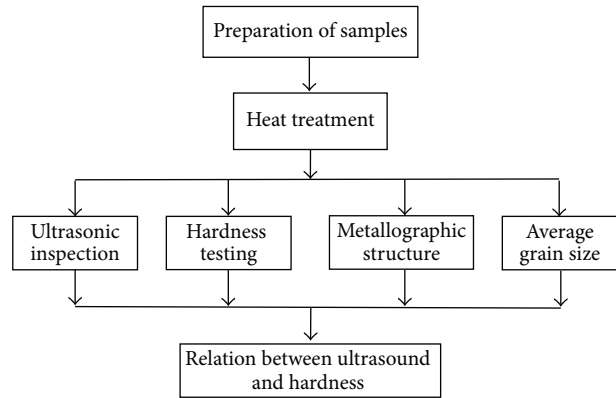 Preparation of samples
Heat treatment
Ultrasonic
inspection
Hardness
testing
Metallographic
structure
Average
grain size
Relation between ultrasound
and hardness